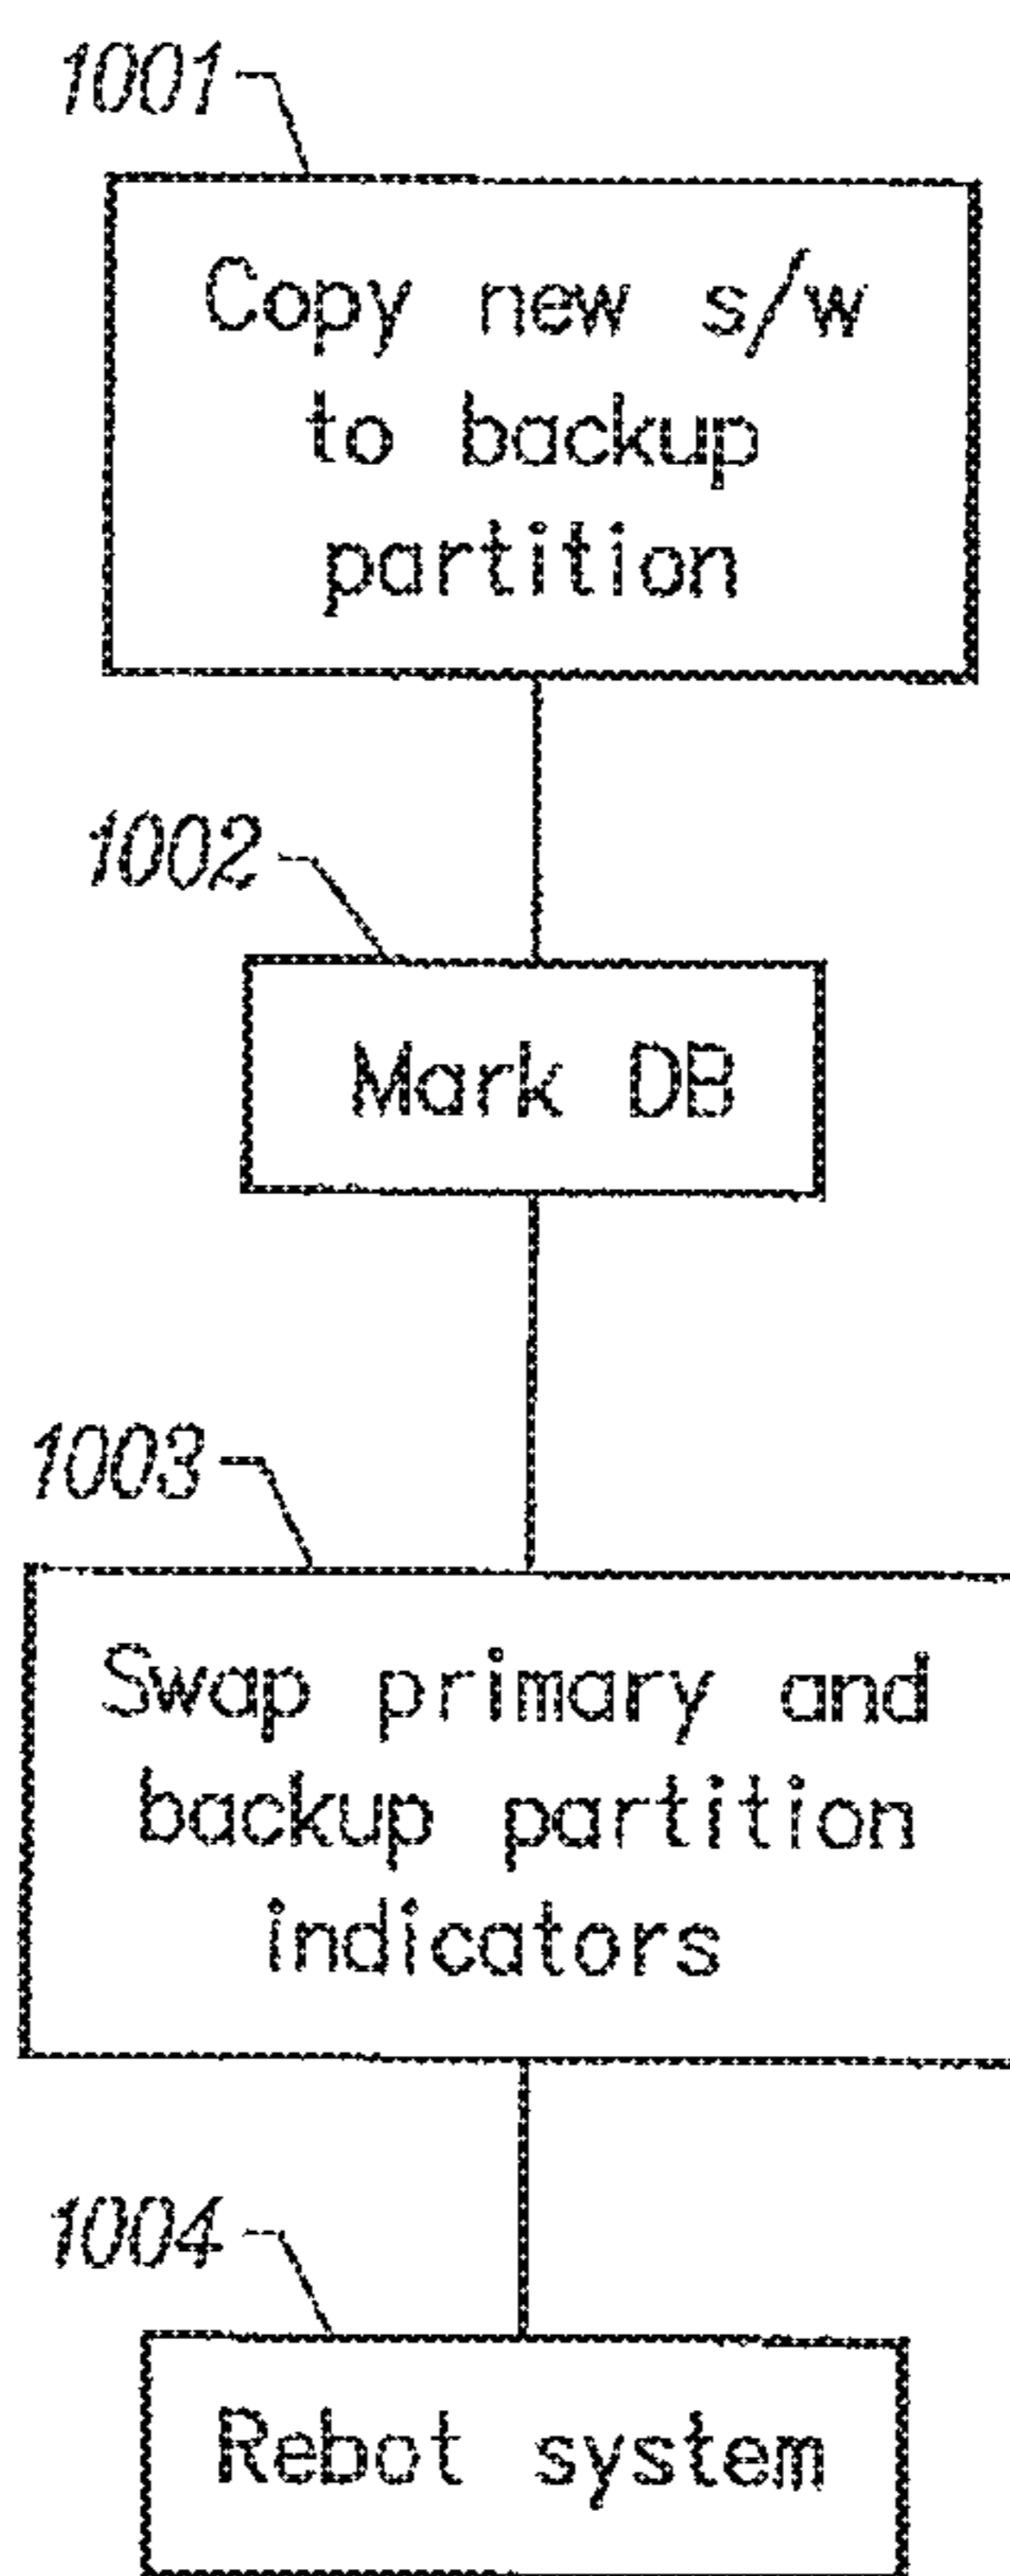 1001
Copy new s/w
to backup
partition
1002
Mark DB
1003
Swap primary and
backup partition
indicators
1004
Rebot system